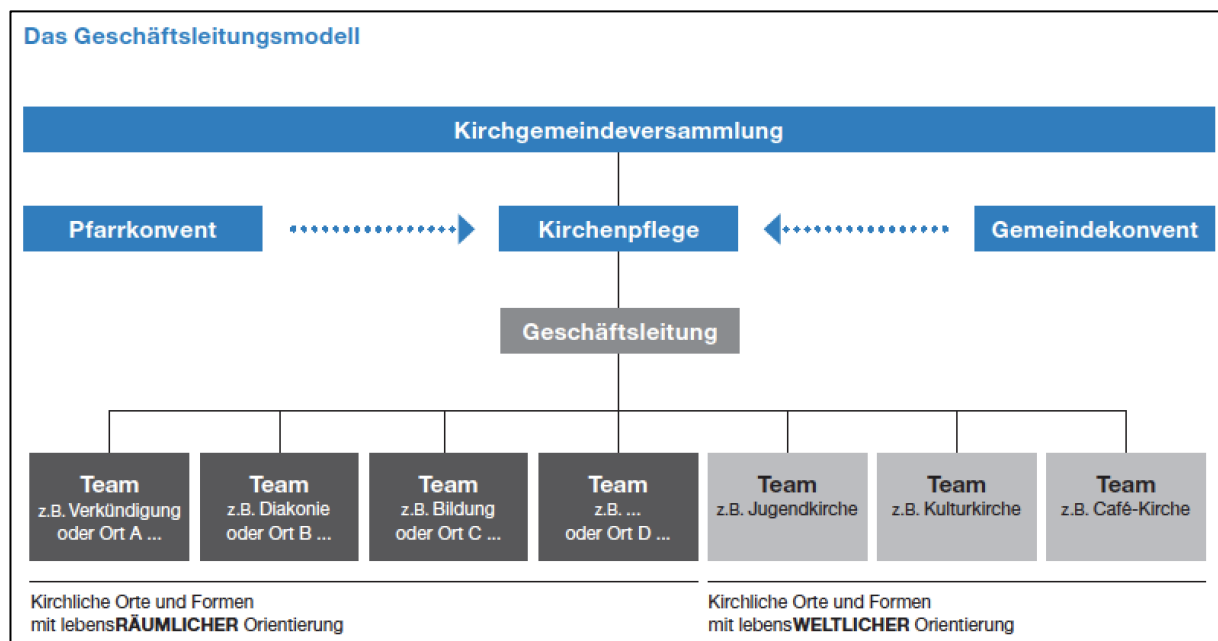 Das Geschäftsleitungsmodell
Kirchgemeindeversammlung
Pfarrkonvent
Kirchenpflege
Gemeindekonvent
Geschäftsleitung
Team
z.B. Verkündigung
oder Ort A ...
Team
z.B. Diakonie
oder Ort B ...
Team
z.B. Bildung
oder Ort C ...
Team
z.B. ...
oder Ort D ...
Team
z.B. Jugendkirche
Team
z.B. Kulturkirche
Team
z.B. Café-Kirche
Kirchliche Orte und Formen
mit lebensRÄUMLICHER Orientierung
Kirchliche Orte und Formen
mit lebensWELTLICHER Orientierung